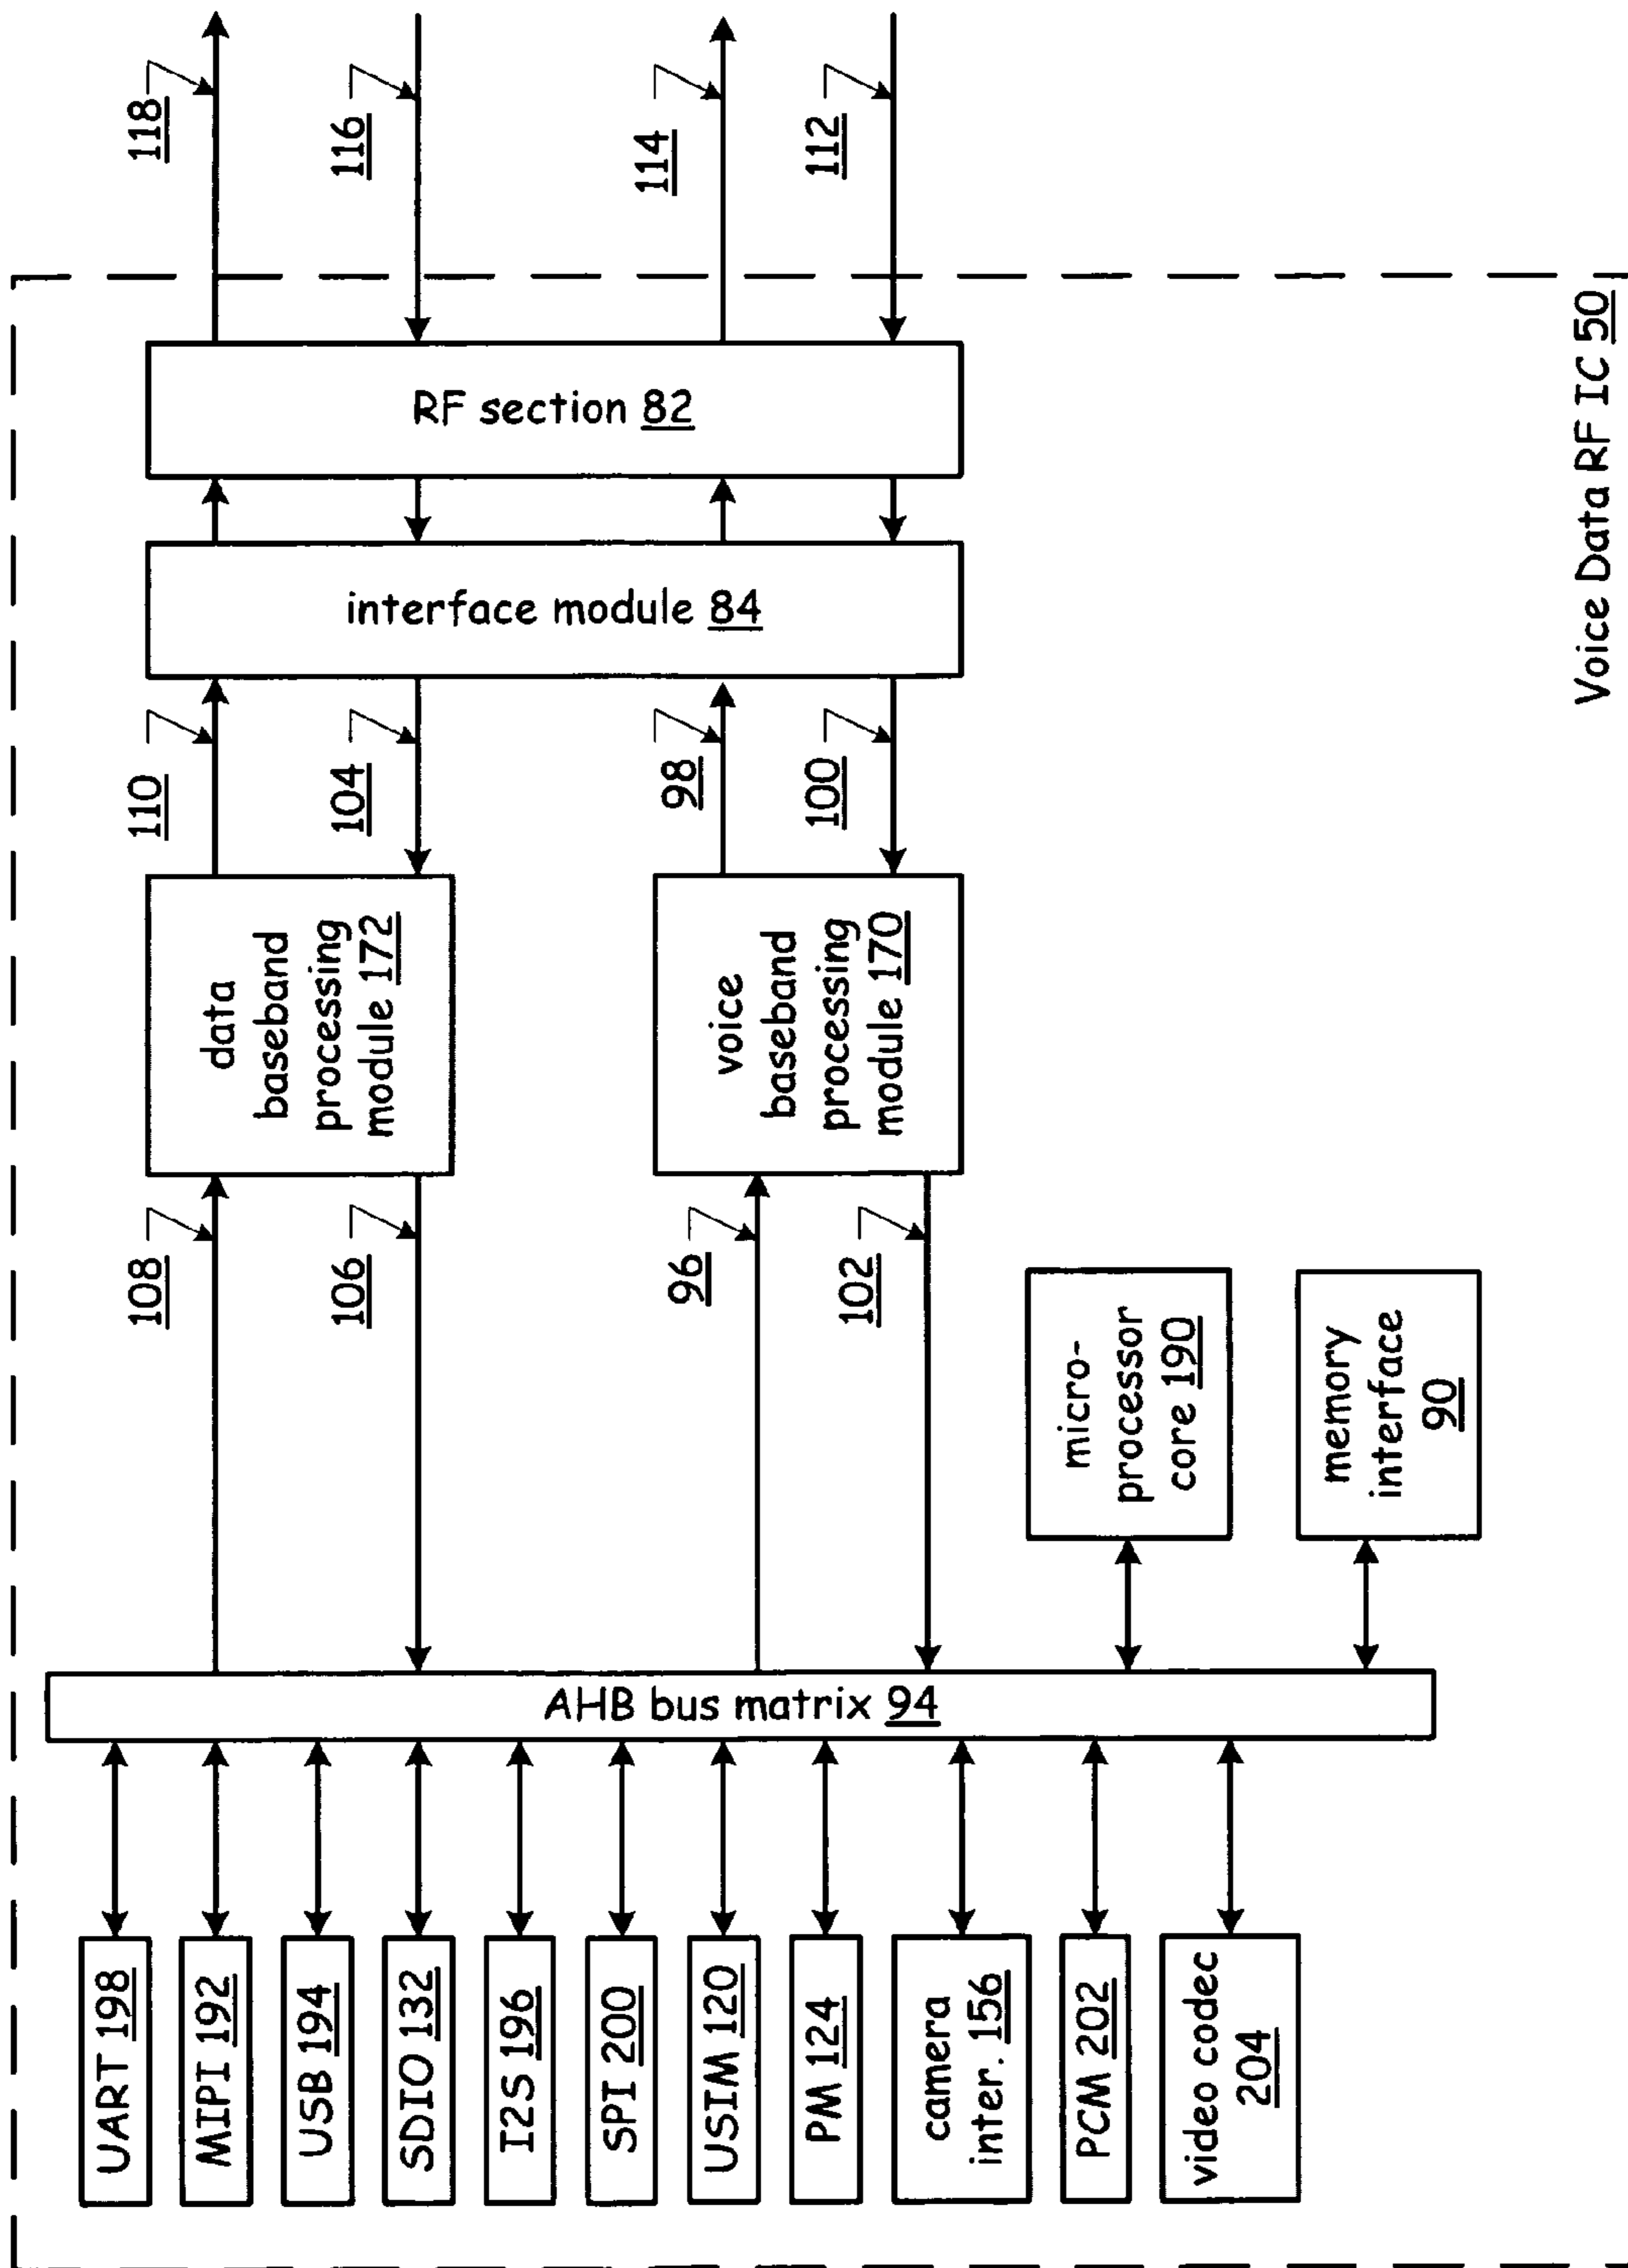 UART 198
MIPI 192
USB 194
SDIO 132
I2S 196
SPI 200
USIM 120
PM 124
camera
inter. 156
PCM 202
video codec
204
AHB bus matrix 94
108
106
96
102
micro-
processor
core 190
memory
interface
90
data
baseband
processing
module 172
voice
baseband
processing
module 170
110
104
98
100
interface module 84
RF section 82
118
116
114
112
Voice Data RF IC 50